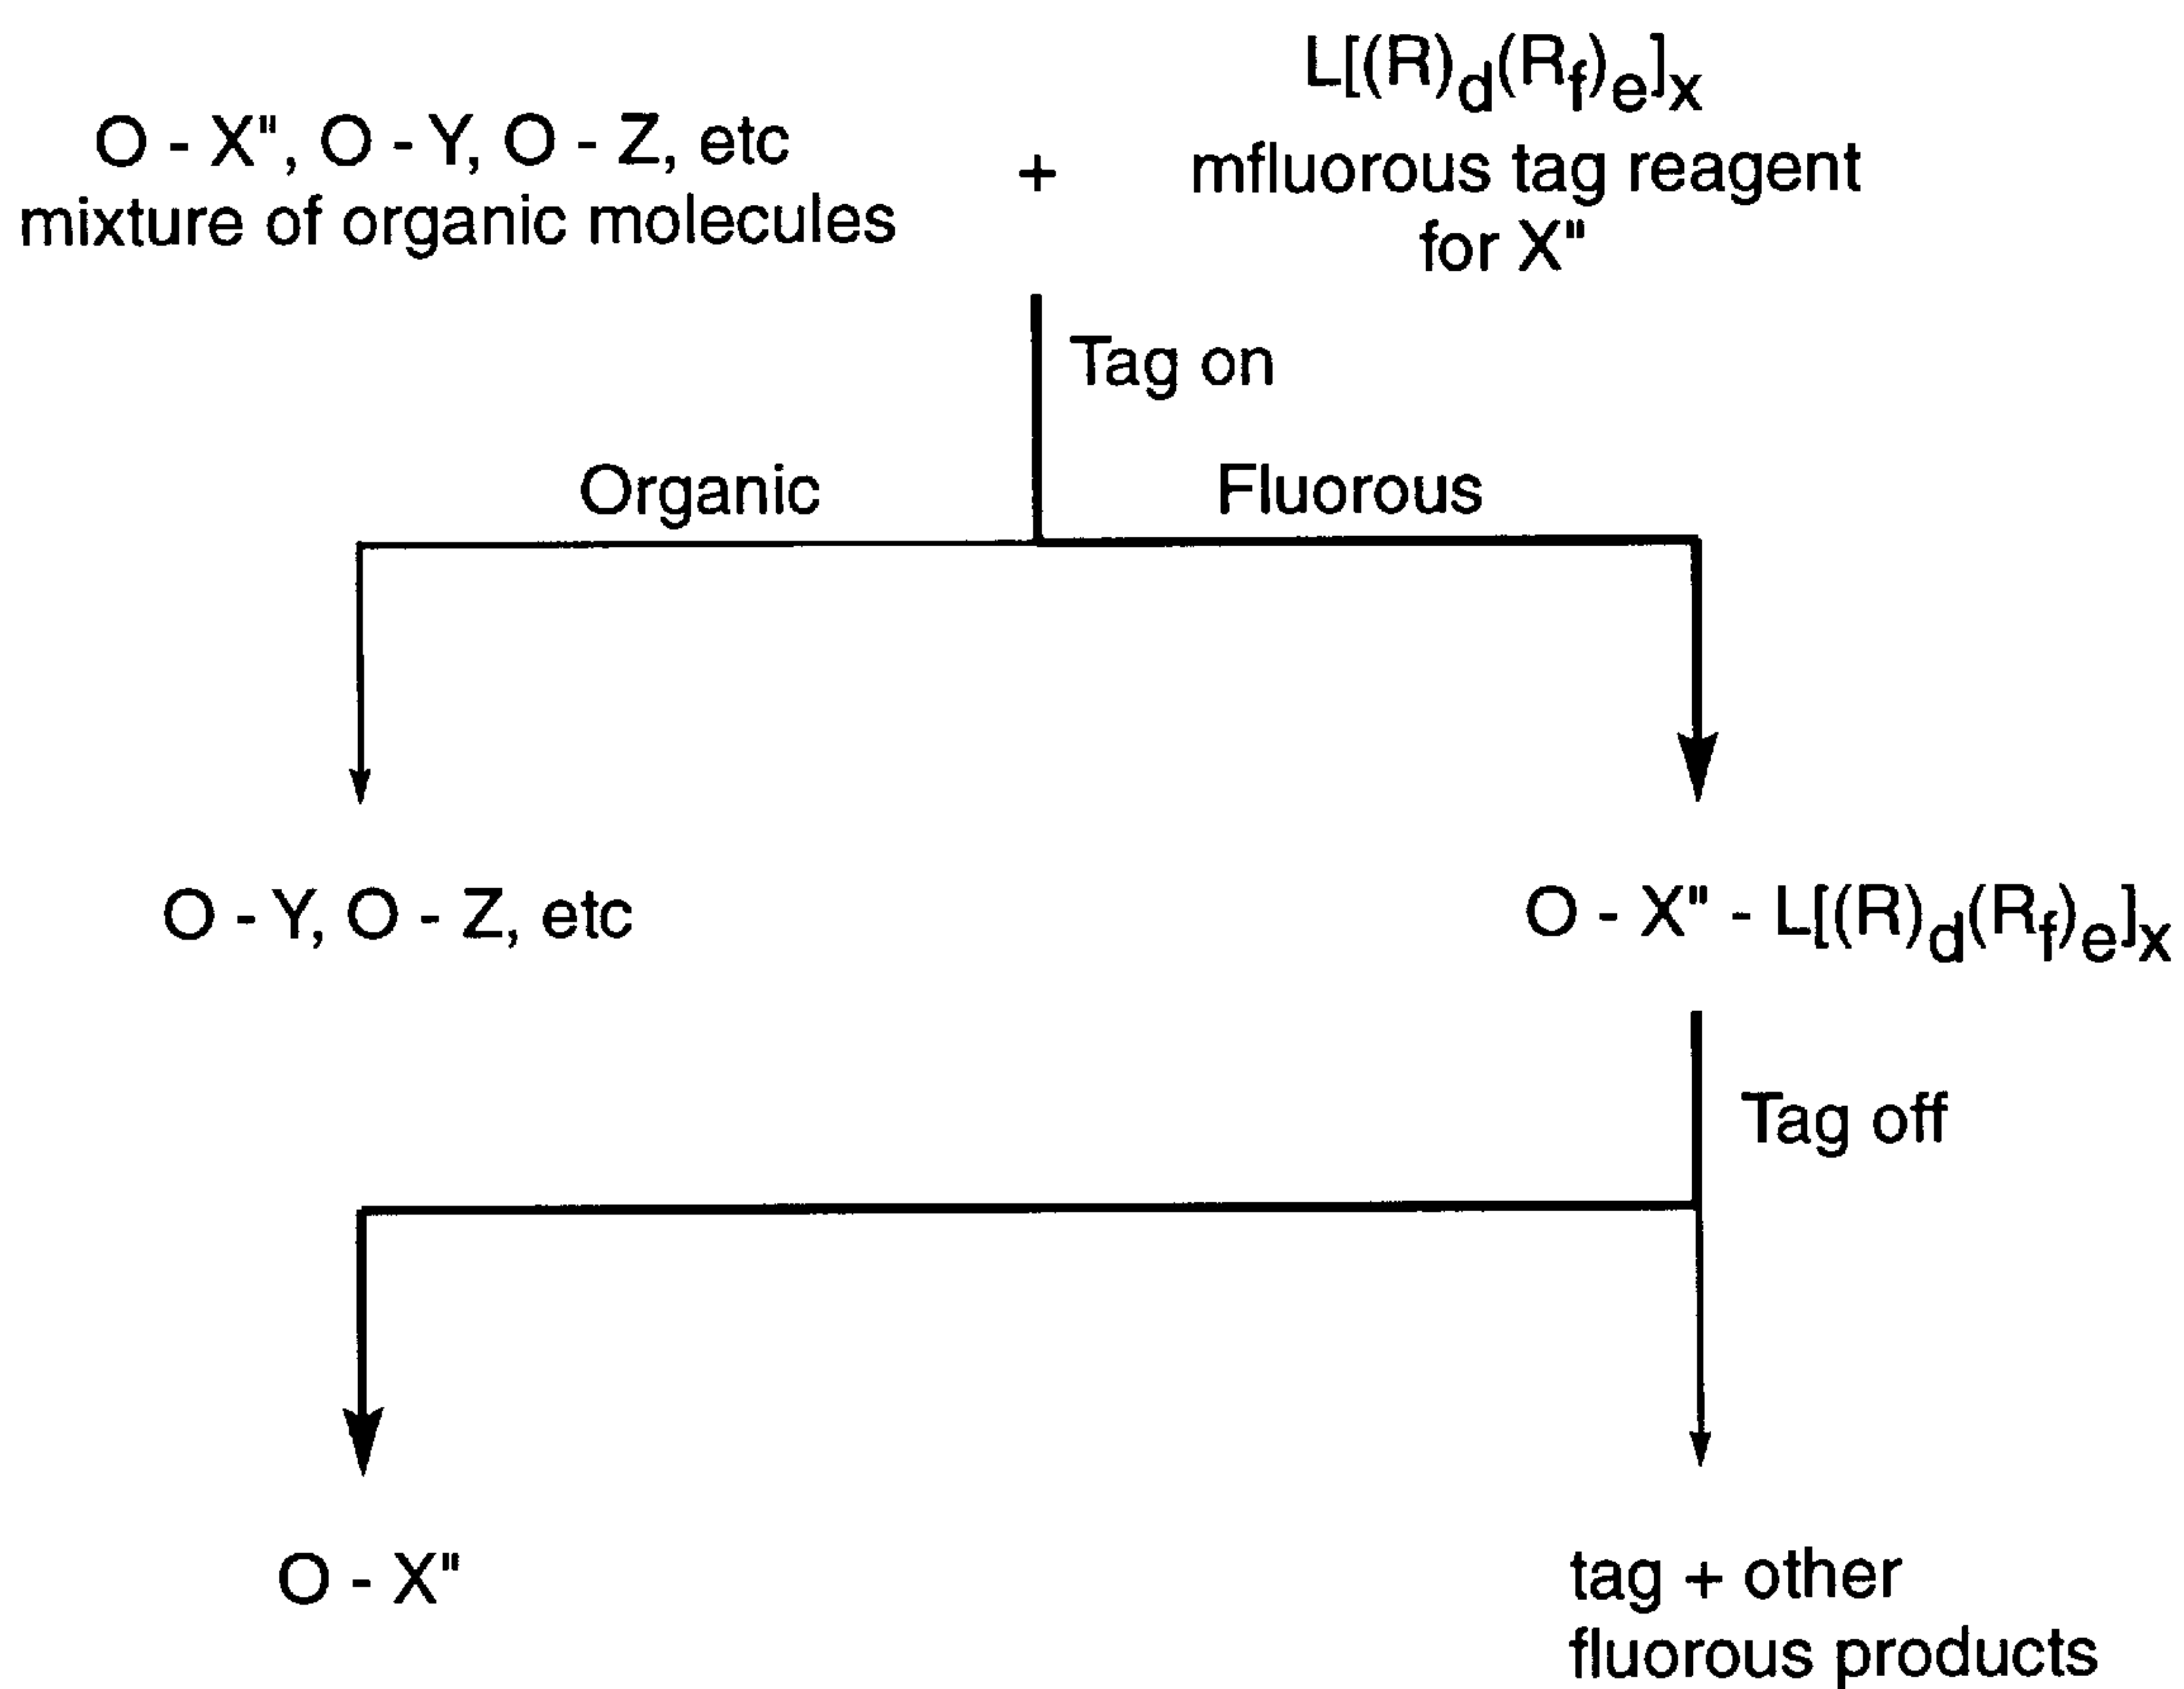 O - X", O - Y, O - Z, etc
mixture of organic molecules
+
L[(R)d(Rf)e]x
mfluorous tag reagent
for X"
Tag on
Organic
Fluorous
O - Y, O - Z, etc
O - X" - L[(R)d(Rf)e]x
Tag off
O - X"
tag + other
fluorous products